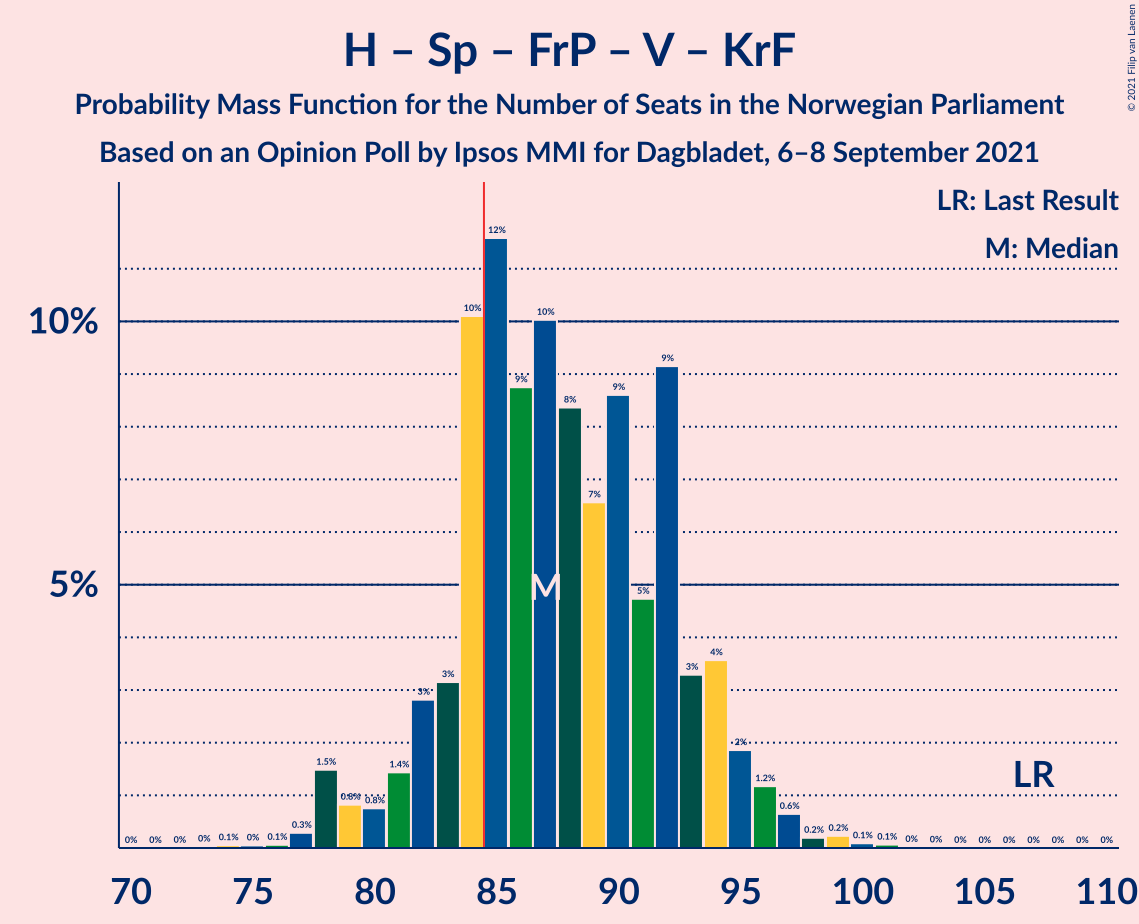 H – Sp – FrP – V – KrF
Probability Mass Function for the Number of Seats in the Norwegian Parliament
Based on an Opinion Poll by Ipsos MMI for Dagbladet, 6–8 September 2021
© 2021 Filip van Laenen
LR: Last Result
M: Median
10%
5%
0% 0% 0% 0% 0.1% 0% 0.1% 0.3% 1.5% 0.8% 0.8% 1.4% 3% 3% 10% 12% 9% 10% 8% 7% 9% 5% 9% 3% 4% 2% 1.2% 0.6% 0.2% 0.2% 0.1% 0.1% 0% 0% 0% 0% 0% 0% 0% 0% 0%
M
LR
70 75 80 85 90 95 100 105 110